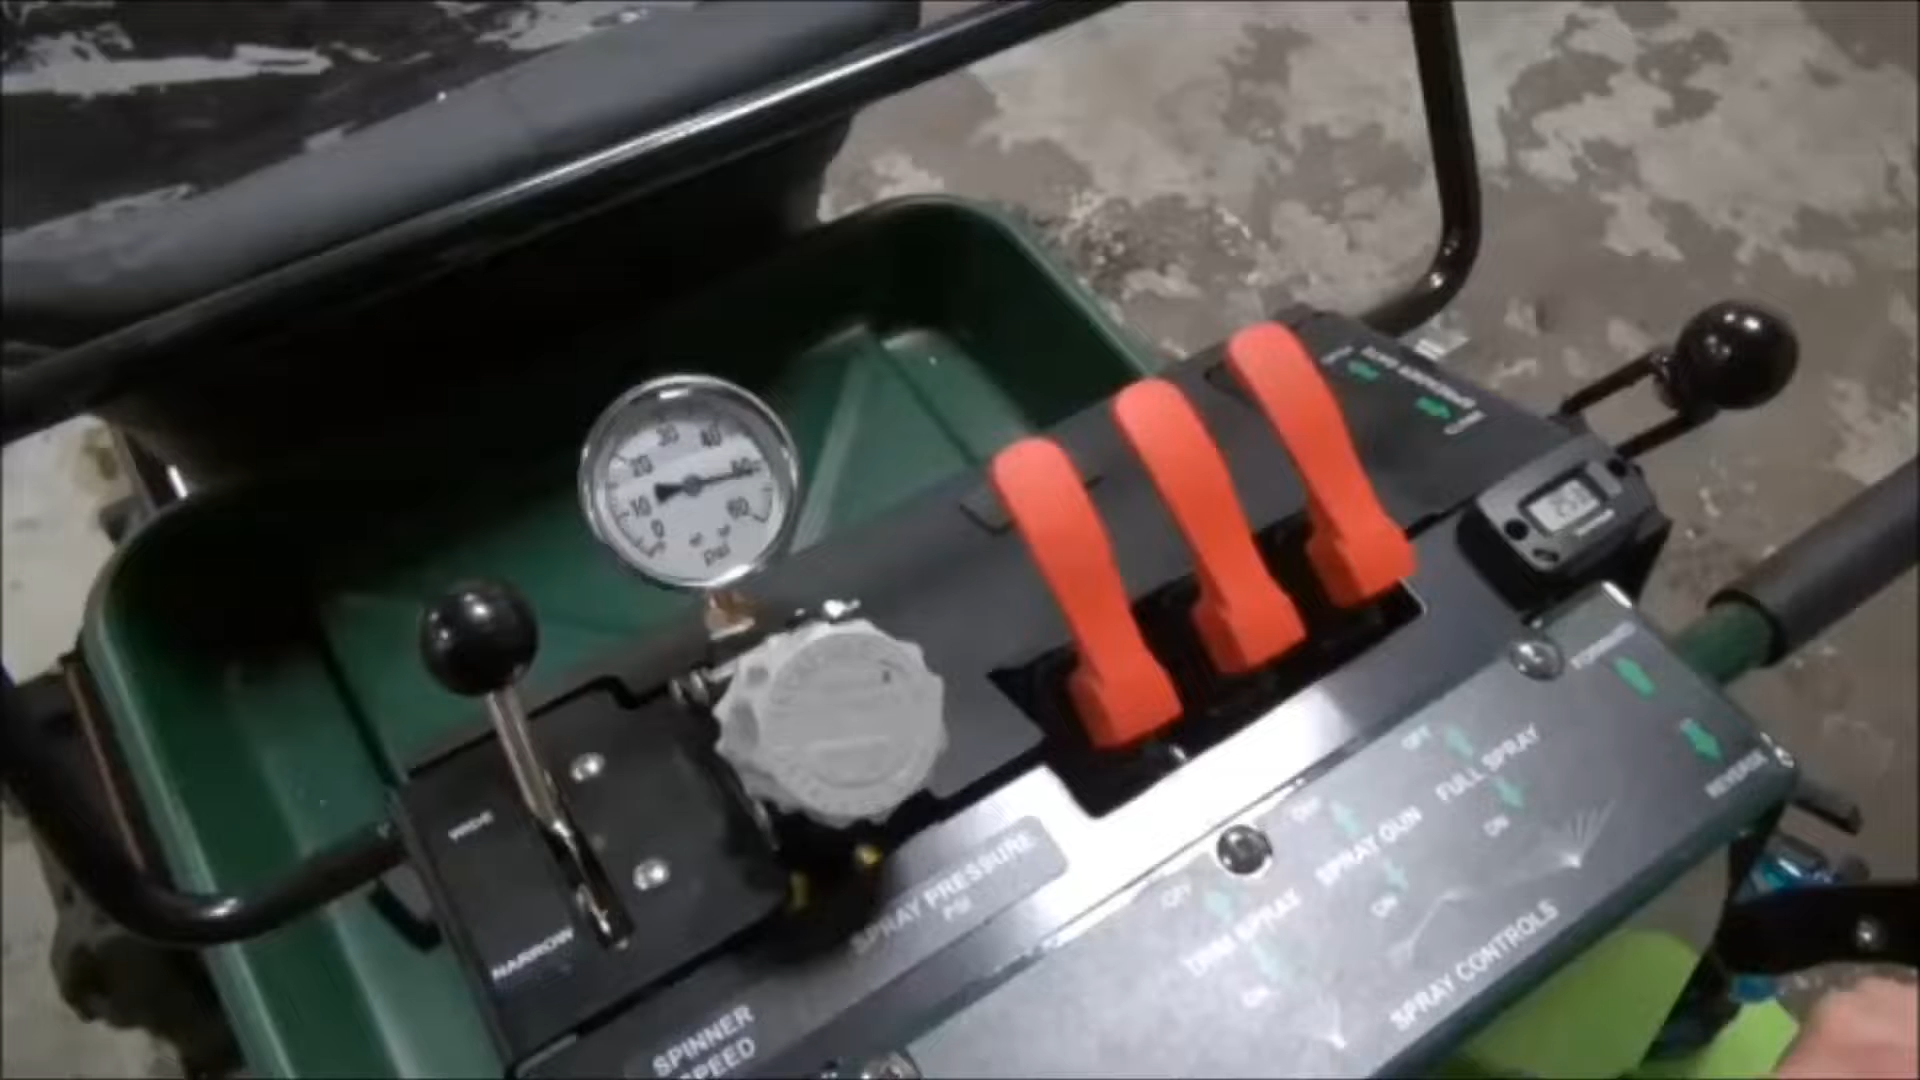 30
40
20
50
10
60
0
psi
WIDE
NARROW
SPINNER
SPEED
SPRAY PRESSURE
PSI
OFF
TRIM SPRAY
ON
OFF
SPRAY GUN
ON
OFF
FULL SPRAY
ON
SPRAY CONTROLS
FORWARD
REVERSE